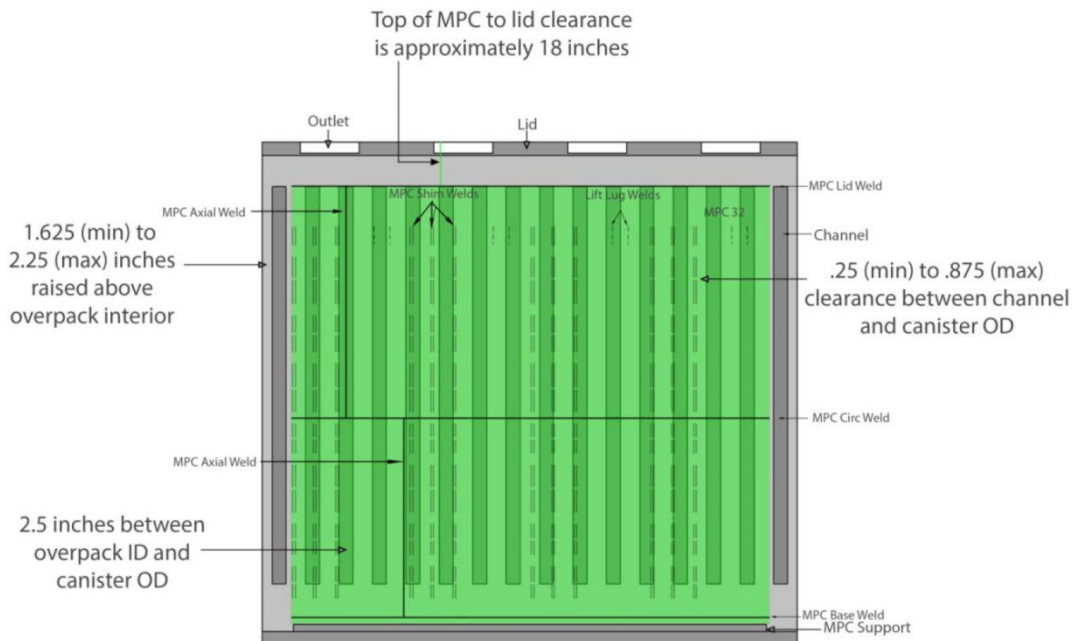 Top of MPC to lid clearance
is approximately 18 inches
Outlet
Lid
MPC Lid Weld
MPC Shim Welds
Lift Lug Welds
MPC Axial Weld
MPC 32
1.625 (min) to
2.25 (max) inches
raised above
overpack interior
Channel
.25 (min) to .875 (max)
clearance between channel
and canister OD
MPC Circ Weld
MPC Axial Weld
2.5 inches between
overpack ID and
canister OD
MPC Base Weld
MPC Support